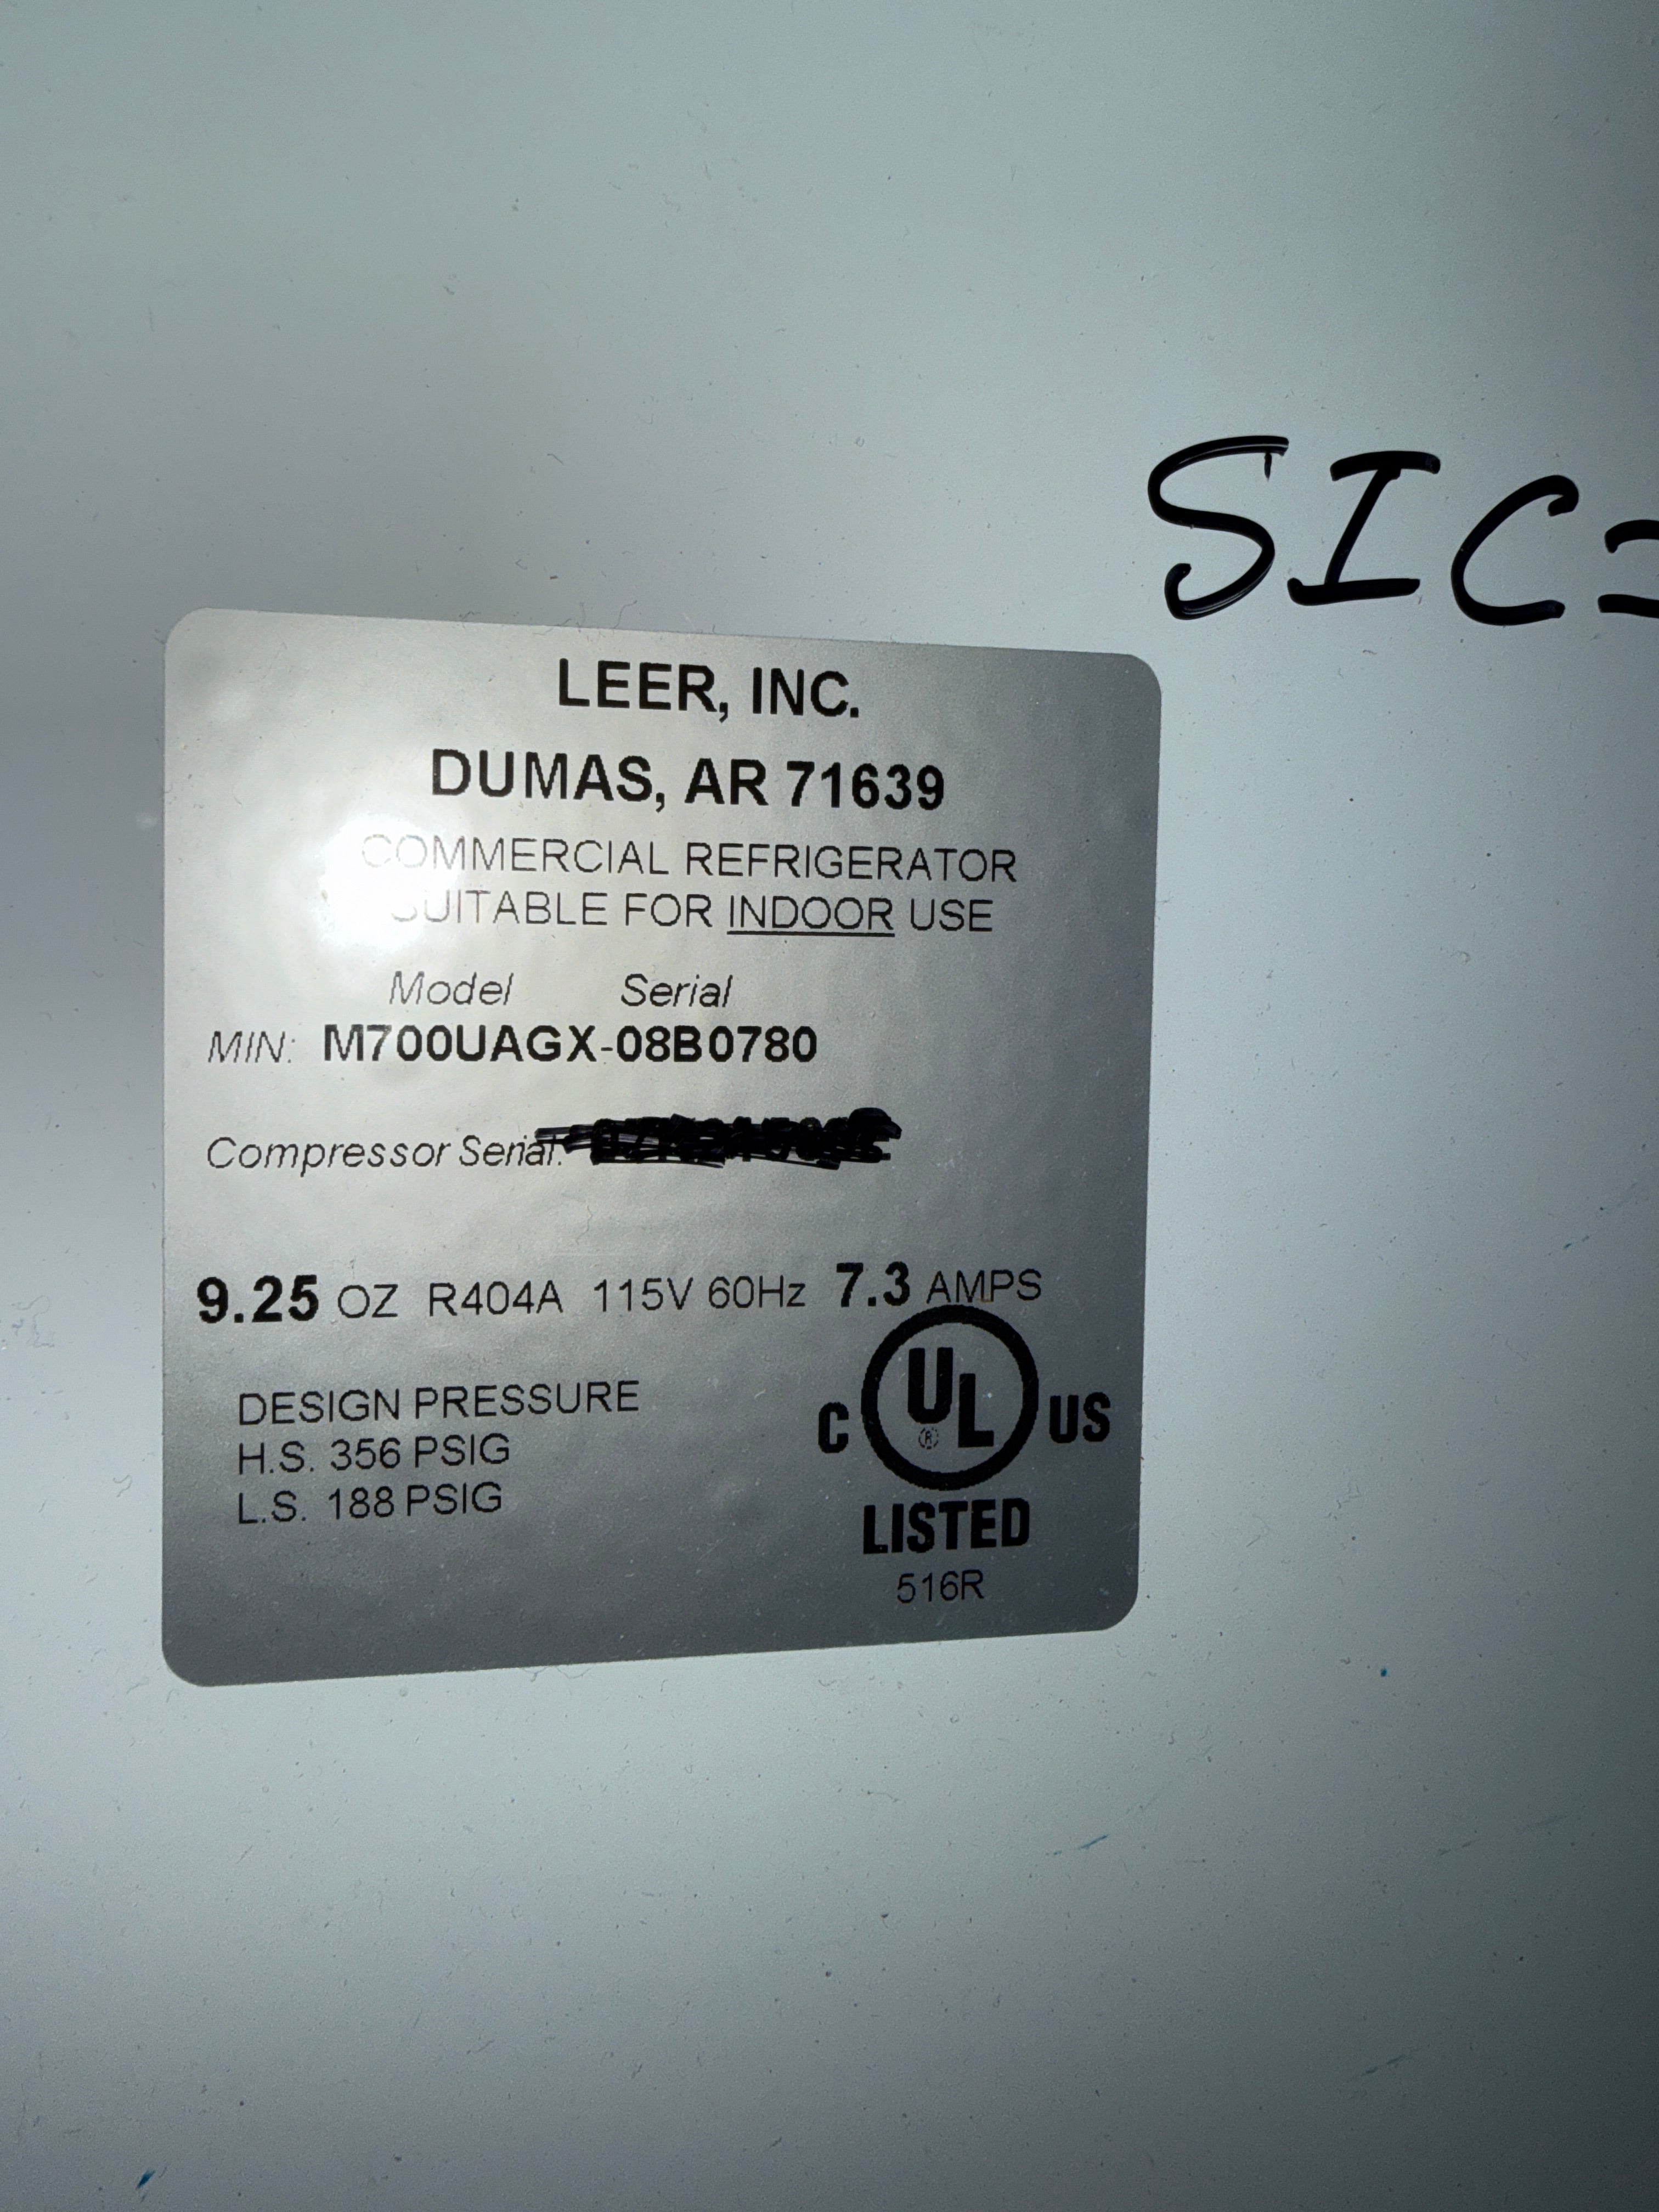 SIC=
LEER, INC.
DUMAS, AR 71639
COMMERCIAL REFRIGERATOR
SUITABLE FOR INDOOR USE
Model Serial
MIN: M700UAGX-08B0780
Compressor Serial:
9.25 OZ R404A 115V 60Hz 7.3 AMPS
DESIGN PRESSURE
H.S. 356 PSIG
L.S. 188 PSIG
C UL ® US
LISTED
516R